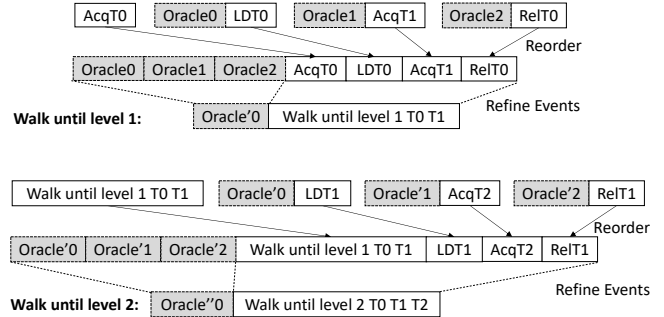 AcqT0 Oracle0 LDT0 Oracle1 AcqT1 Oracle2 RelT0
Reorder
Oracle0 Oracle1 Oracle2 AcqT0 LDT0 AcqT1 RelT0
Refine Events
Walk until level 1: Oracle'0 Walk until level 1 T0 T1
Walk until level 1 T0 T1 Oracle'0 LDT1 Oracle'1 AcqT2 Oracle'2 RelT1
Reorder
Oracle'0 Oracle'1 Oracle'2 Walk until level 1 T0 T1 LDT1 AcqT2 RelT1
Refine Events
Walk until level 2: Oracle''0 Walk until level 2 T0 T1 T2